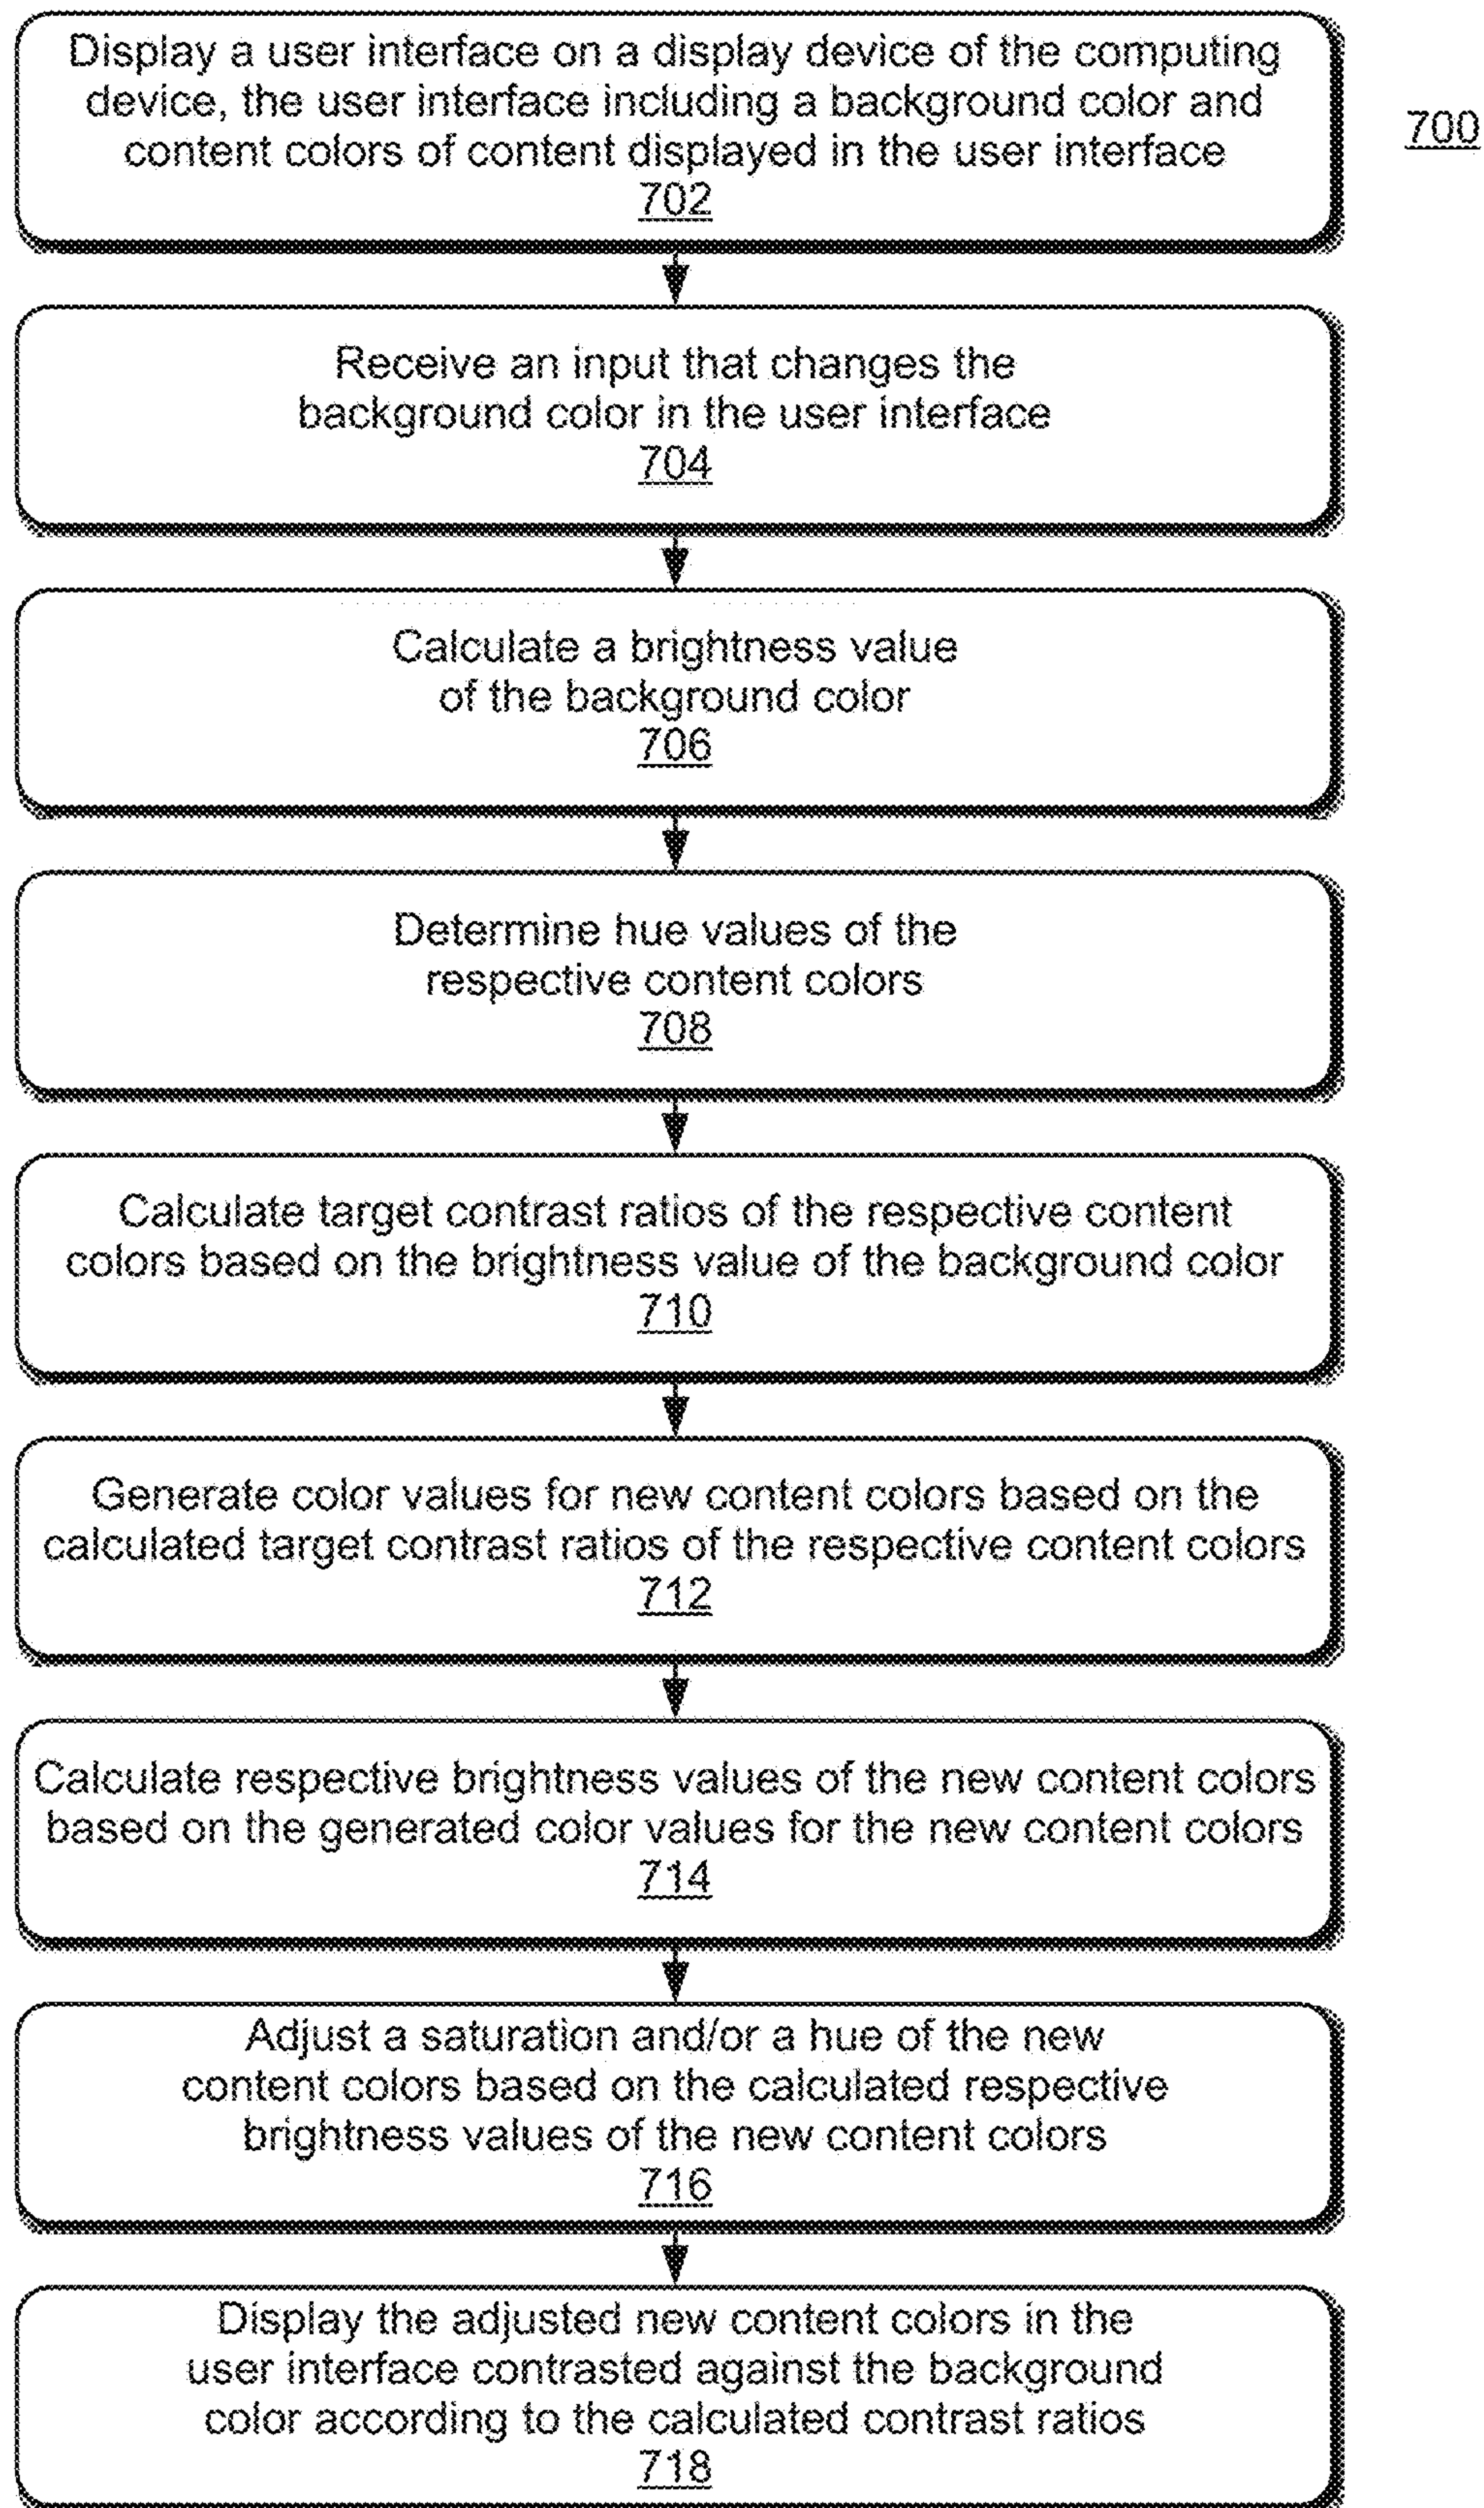 Display a user interface on a display device of the computing
device, the user interface including a background color and
content colors of content displayed in the user interface
702
700
Receive an input that changes the
background color in the user interface
704
Calculate a brightness value
of the background color
706
Determine hue values of the
respective content colors
708
Calculate target contrast ratios of the respective content
colors based on the brightness value of the background color
710
Generate color values for new content colors based on the
calculated target contrast ratios of the respective content colors
712
Calculate respective brightness values of the new content colors
based on the generated color values for the new content colors
714
Adjust a saturation and/or a hue of the new
content colors based on the calculated respective
brightness values of the new content colors
716
Display the adjusted new content colors in the
user interface contrasted against the background
color according to the calculated contrast ratios
718